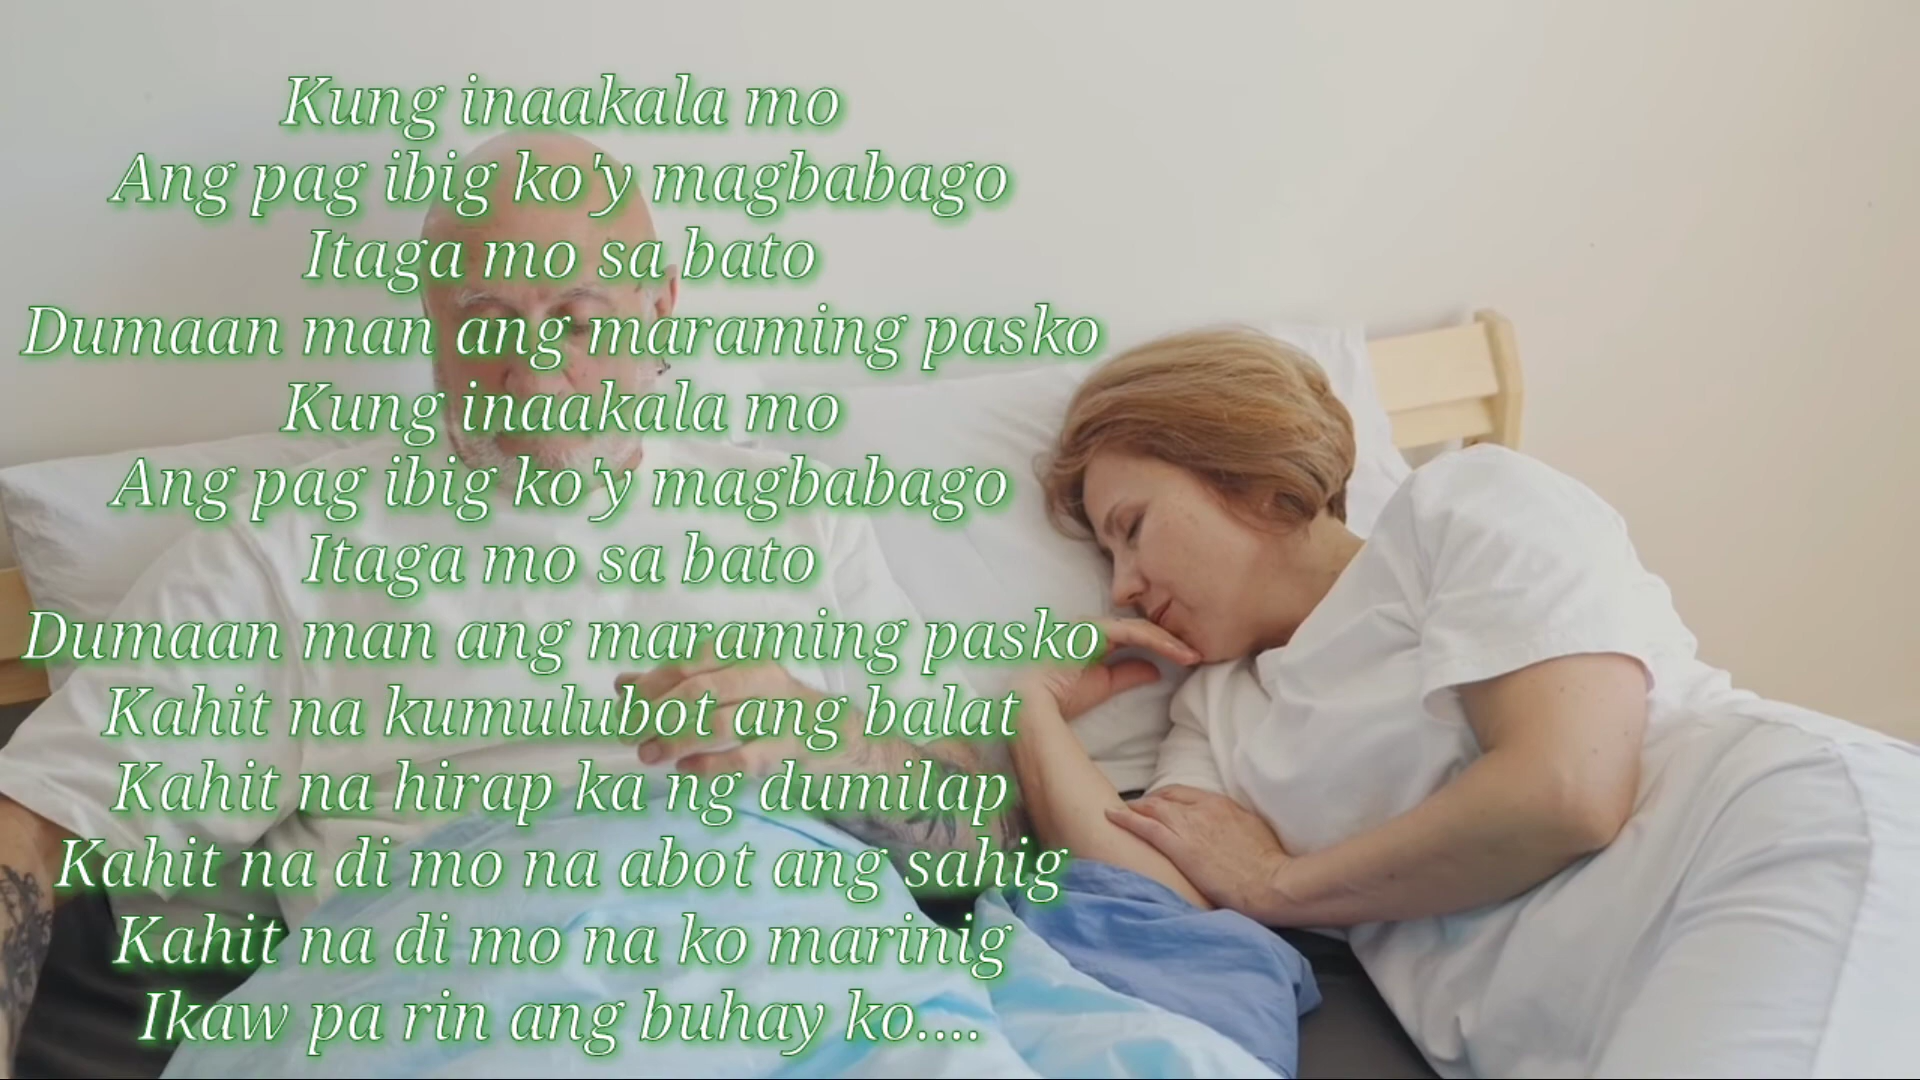 Kung inaakala mo
Ang pag ibig ko'y magbabago
Itaga mo sa bato
Dumaan man ang maraming pasko
Kung inaakala mo
Ang pag ibig ko'y magbabago
Itaga mo sa bato
Dumaan man ang maraming pasko
Kahit na kumulubot ang balat
Kahit na hirap ka ng dumilap
Kahit na di mo na abot ang sahig
Kahit na di mo na ko marinig
Ikaw pa rin ang buhay ko....